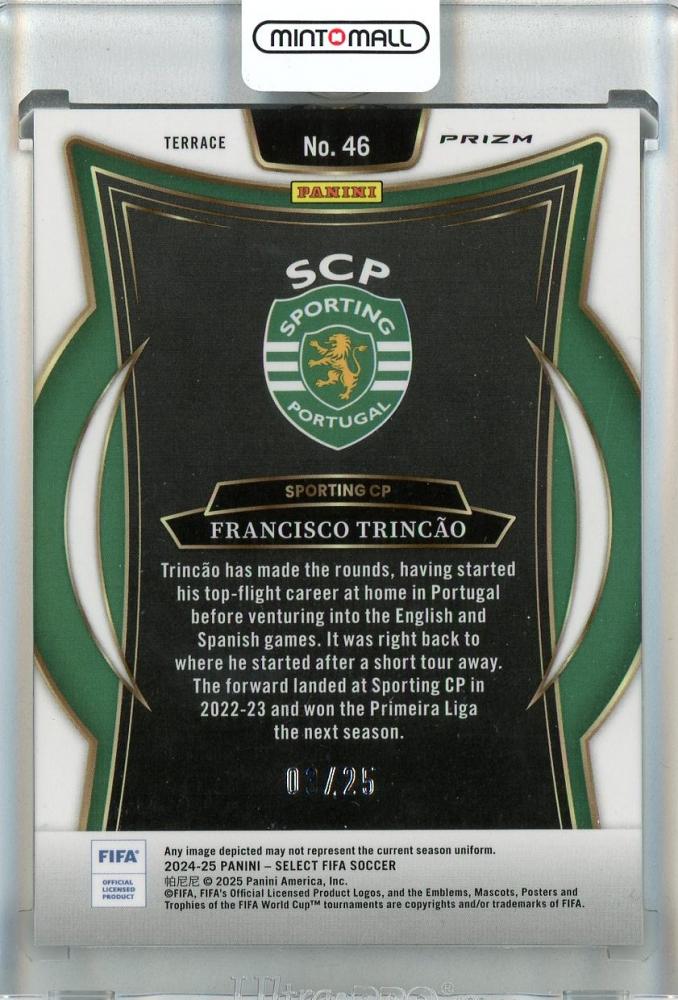 MINTOMALL
TERRACE
No. 46
PRIZM
PANINI
SCP
SPORTING
PORTUGAL
SPORTING CP
FRANCISCO TRINCÃO
Trincão has made the rounds, having started
his top-flight career at home in Portugal
before venturing into the English and
Spanish games. It was right back to
where he started after a short tour away.
The forward landed at Sporting CP in
2022-23 and won the Primeira Liga
the next season.
03/25
FIFA®
OFFICIAL
LICENSED
PRODUCT
Any image depicted may not represent the current season uniform.
2024-25 PANINI – SELECT FIFA SOCCER
帕尼尼 © 2025 Panini America, Inc.
©FIFA, FIFA's Official Licensed Product Logos, and the Emblems, Mascots, Posters and
Trophies of the FIFA World Cup™ tournaments are copyrights and/or trademarks of FIFA.